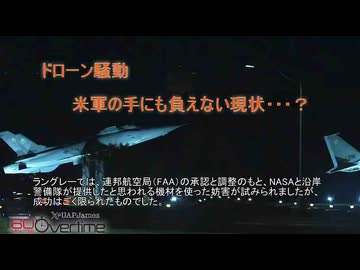 ドローン騒動
米軍の手にも負えない現状・・・？
ラングレーでは、連邦航空局（FAA）の承認と調整のもと、NASAと沿岸
警備隊が提供したと思われる機材を使った妨害が試みられましたが、
成功はごく限られたものでした。
X@UAPJames
60 Overtime